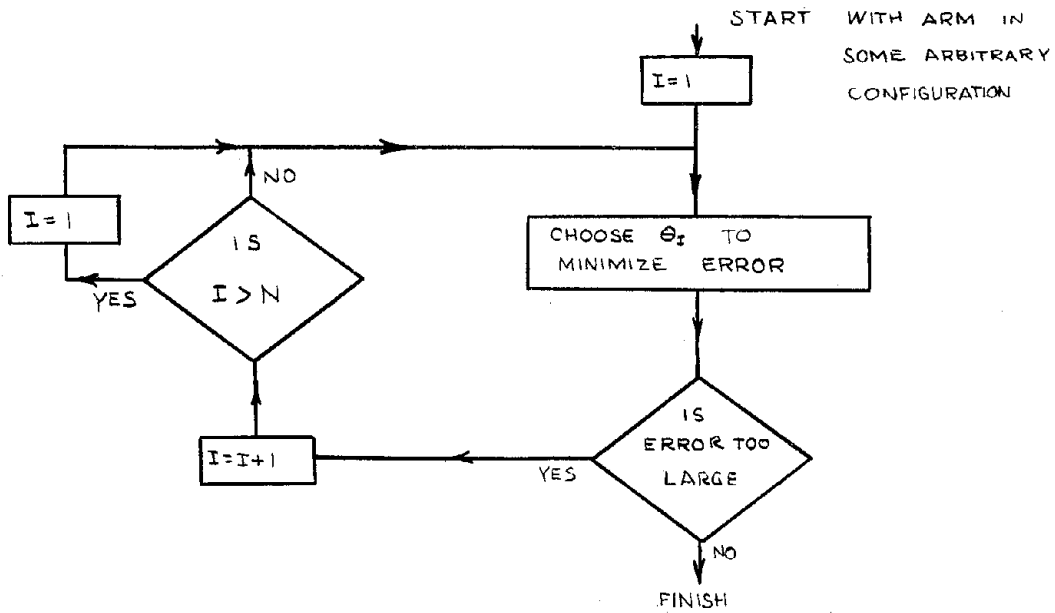 START WITH ARM IN
SOME ARBITRARY
CONFIGURATION
I=1
CHOOSE θI TO
MINIMIZE ERROR
IS
ERROR TOO
LARGE
NO
FINISH
YES
I=I+1
IS
I>N
NO
YES
I=1